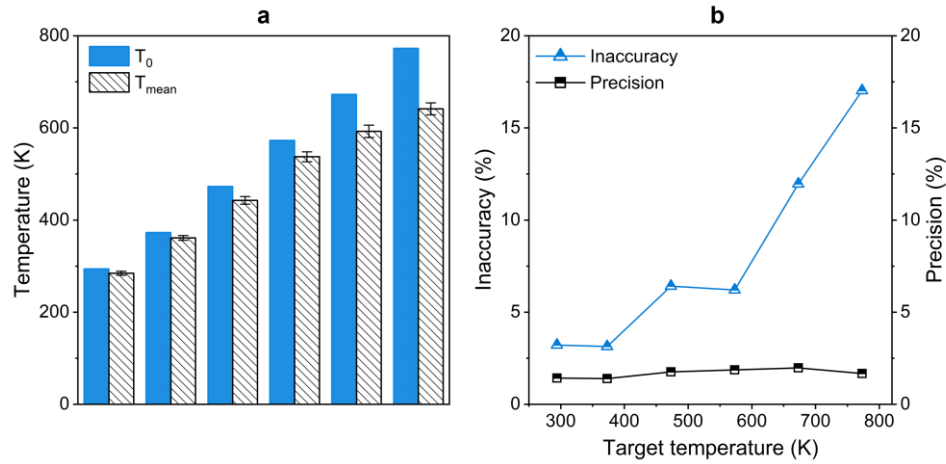 a
Temperature (K)
800
600
400
200
0
T₀
Tmean
b
Inaccuracy (%)
20
15
10
5
0
Inaccuracy
Precision
20
15
10
5
0
Precision (%)
300 400 500 600 700 800
Target temperature (K)